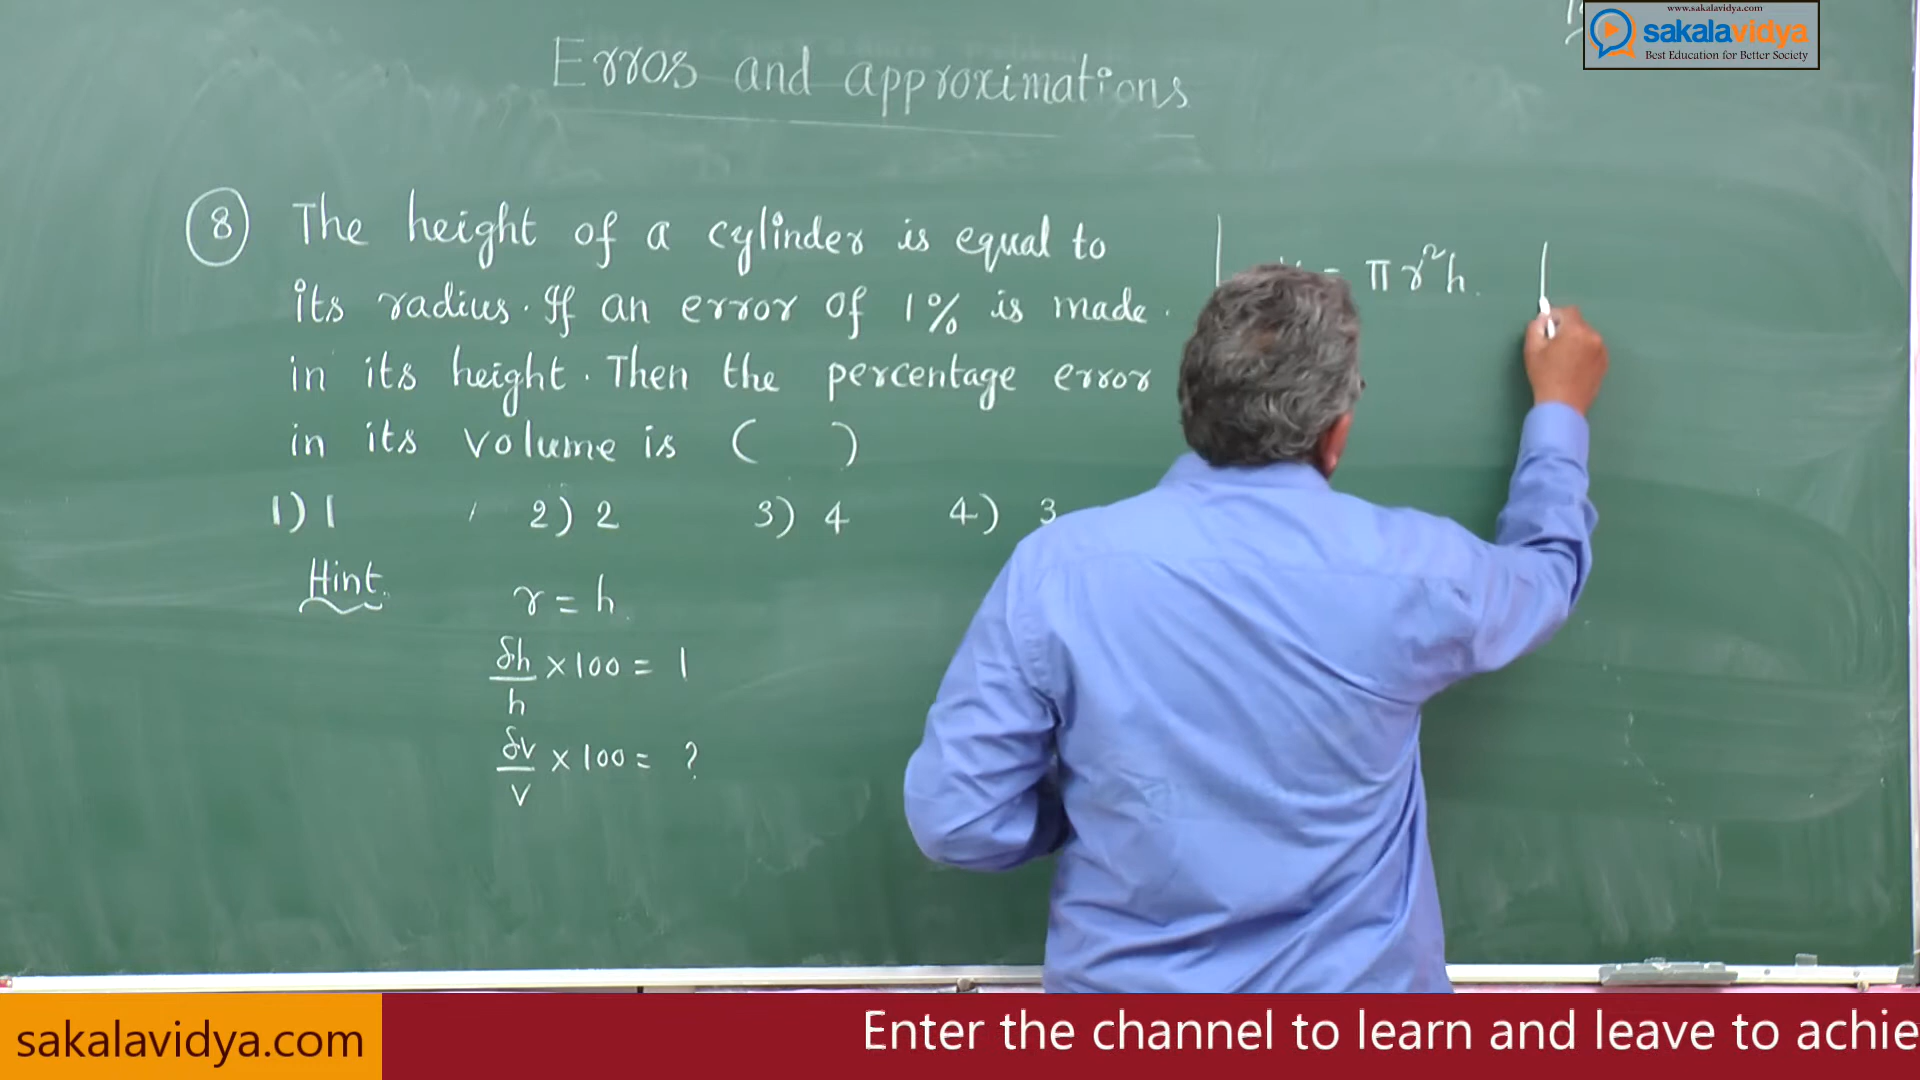 www.sakalavidya.com
sakalavidya
Best Education for Better Society
Erros and approximations
8 The height of a cylinder is equal to
its radius. If an error of 1% is made.
in its height. Then the percentage error
in its volume is ( )
1) 1 2) 2 3) 4 4) 3
Hint r = h
δh/h × 100 = 1
δv/v × 100 = ?
= πr²h.
sakalavidya.com
Enter the channel to learn and leave to achie